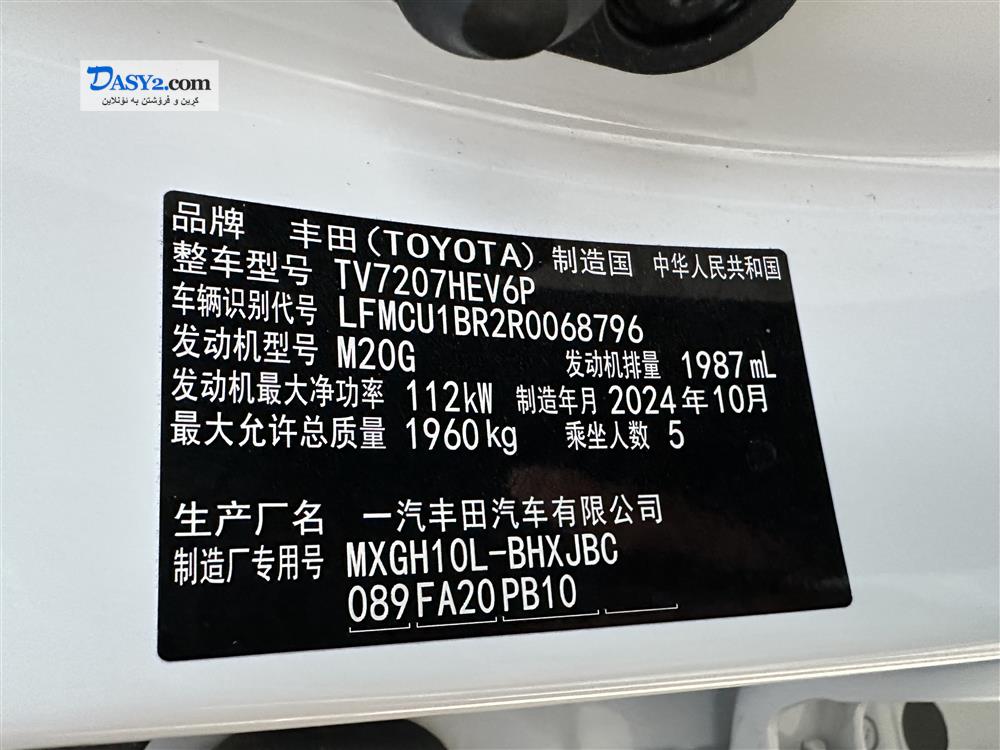 DASY2.com
کڕین و فرۆشتن بە ئۆنلاین
品牌 丰田(TOYOTA) 制造国 中华人民共和国
整车型号 TV7207HEV6P
车辆识别代号 LFMCU1BR2R0068796
发动机型号 M20G 发动机排量 1987mL
发动机最大净功率 112kW 制造年月 2024年10月
最大允许总质量 1960kg 乘坐人数 5
生产厂名 一汽丰田汽车有限公司
制造厂专用号 MXGH10L-BHXJBC
089 FA20 PB10